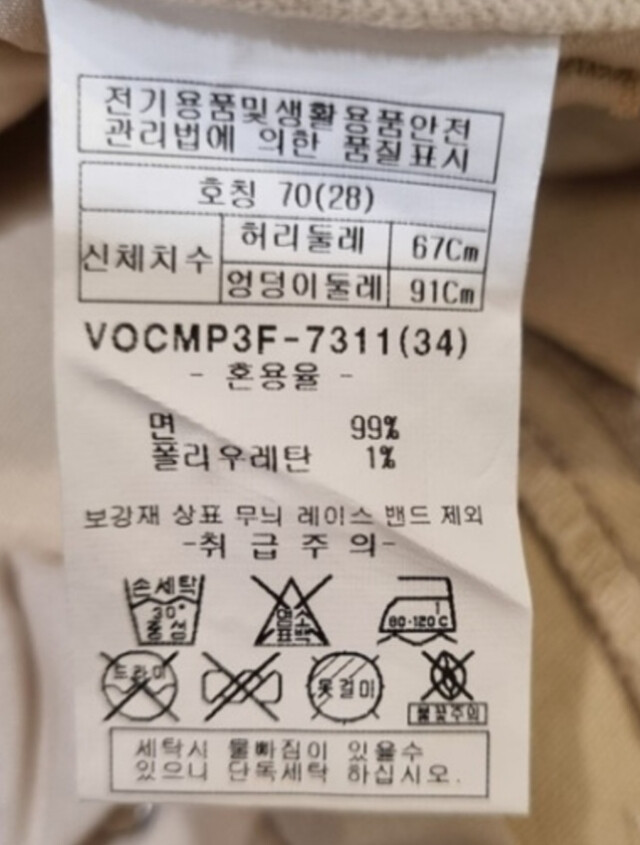 전기용품및생활용품안전
관리법에 의한 품질표시
호칭 70(28)
신체치수 허리둘레 67Cm
엉덩이둘레 91Cm
VOCMP3F-7311(34)
- 혼용율 -
면 99%
폴리우레탄 1%
보강재 상표 무늬 레이스 밴드 제외
-취 급 주 의-
손세탁 30° 중성
염소 표백
1 80-120C
드라이
옷걸이
불꽃주의
세탁시 물빠짐이 있을수
있으니 단독세탁 하십시오.